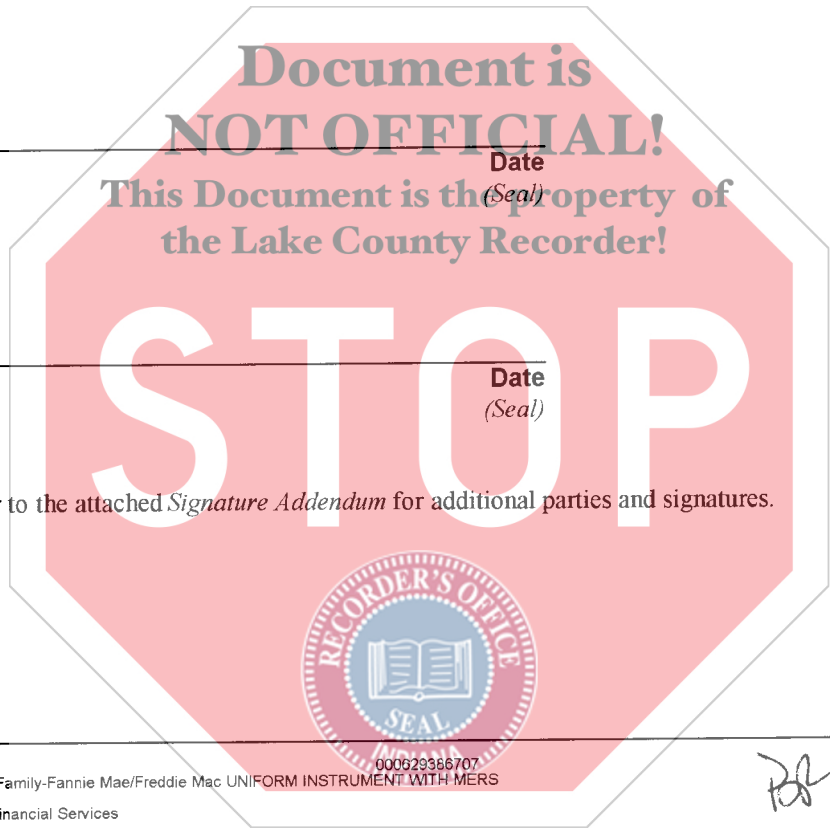 Document is
NOT OFFICIAL!
Date
This Document is the property of
(Seal)
the Lake County Recorder!
STOP
Date
(Seal)
to the attached Signature Addendum for additional parties and signatures.
RECORDER'S OFFICE
SEAL
INDIANA
000629386707
Family-Fannie Mae/Freddie Mac UNIFORM INSTRUMENT WITH MERS
inancial Services